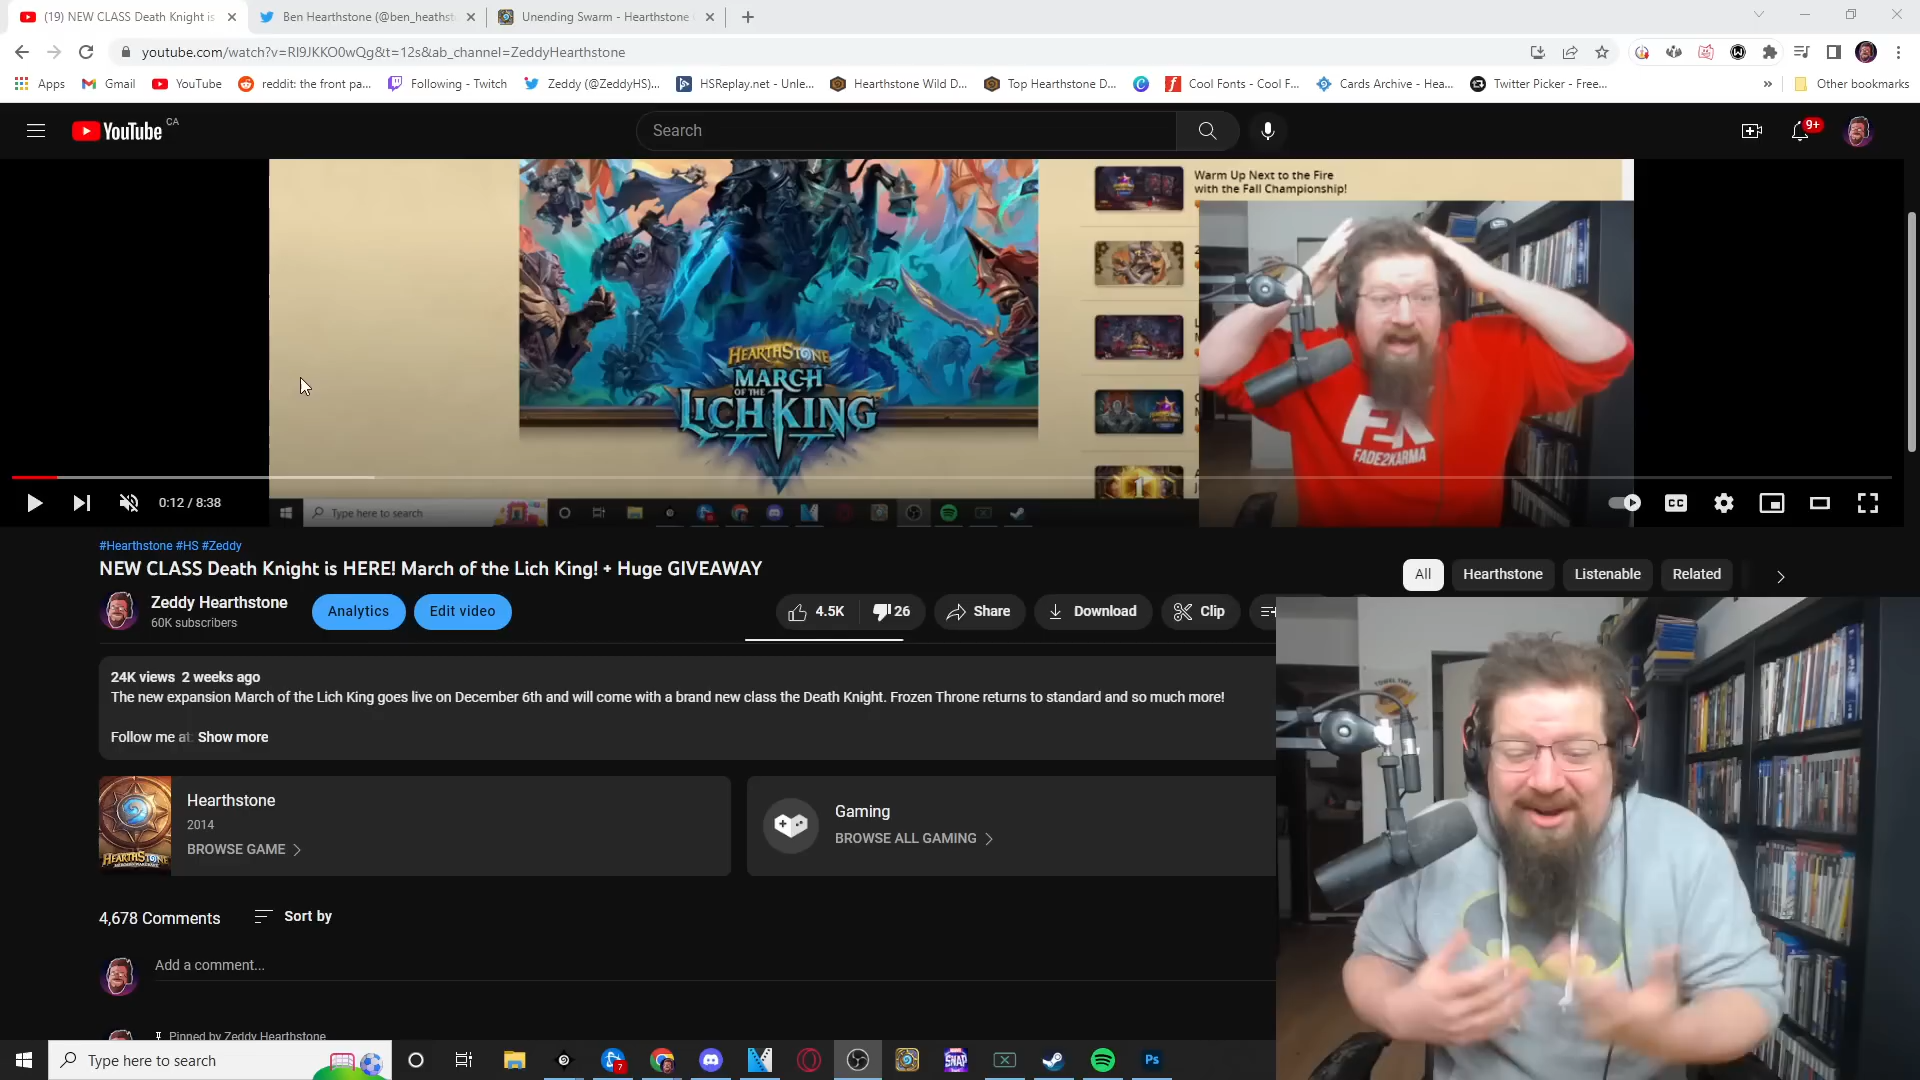 (19) NEW CLASS Death Knight is
Ben Hearthstone (@ben_heathst
Unending Swarm - Hearthstone
youtube.com/watch?v=RI9JKKO0wQg&t=12s&ab_channel=ZeddyHearthstone
Apps
Gmail
YouTube
reddit: the front pa...
Following - Twitch
Zeddy (@ZeddyHS)...
HSReplay.net - Unle...
Hearthstone Wild D...
Top Hearthstone D...
Cool Fonts - Cool F...
Cards Archive - Hea...
Twitter Picker - Free...
»
Other bookmarks
YouTube CA
Search
9+
Warm Up Next to the Fire
with the Fall Championship!
HEARTHSTONE
MARCH
OF THE
LICH KING
FADE2KARMA
1
Type here to search
0:12 / 8:38
CC
#Hearthstone #HS #Zeddy
NEW CLASS Death Knight is HERE! March of the Lich King! + Huge GIVEAWAY
All
Hearthstone
Listenable
Related
Zeddy Hearthstone
60K subscribers
Analytics
Edit video
4.5K
26
Share
Download
Clip
24K views 2 weeks ago
The new expansion March of the Lich King goes live on December 6th and will come with a brand new class the Death Knight. Frozen Throne returns to standard and so much more!
Follow me at: Show more
Hearthstone
2014
BROWSE GAME
HEARTHSTONE
Gaming
BROWSE ALL GAMING
4,678 Comments
Sort by
Add a comment...
Pinned by Zeddy Hearthstone
Type here to search
7
SNAP
Ps